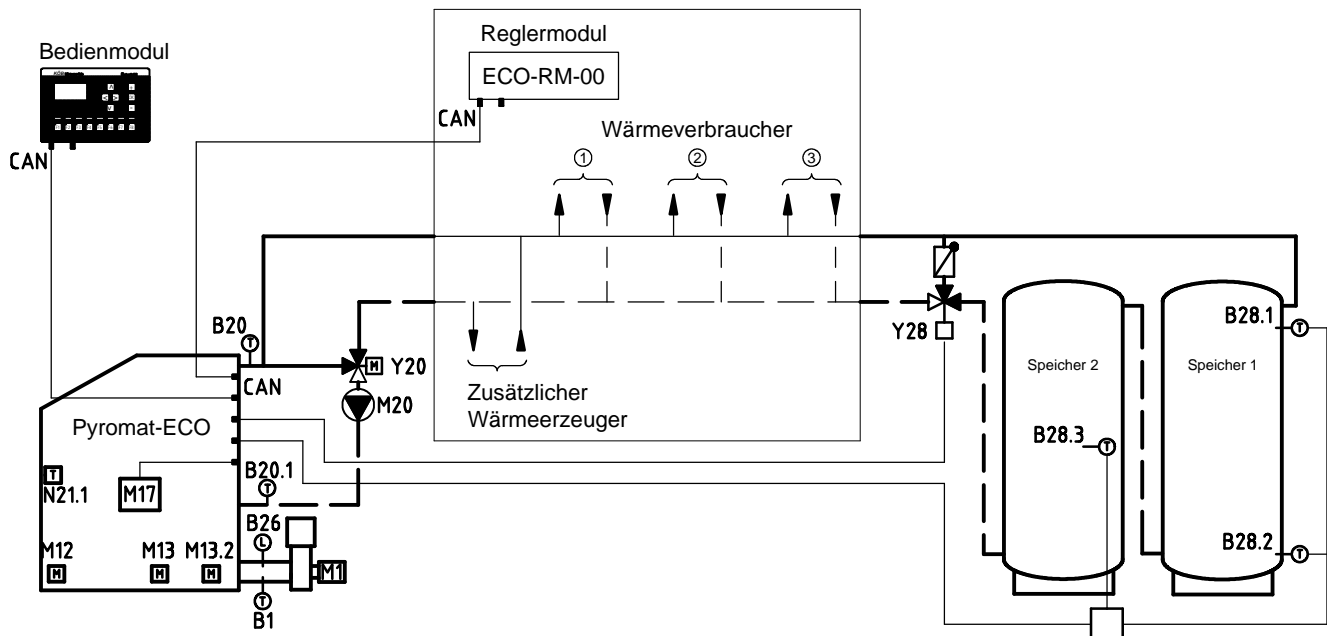 Bedienmodul
CAN
Reglermodul
ECO-RM-00
CAN
Wärmeverbraucher
1
2
3
B20
T
CAN
M
Y20
M20
Zusätzlicher
Wärmeerzeuger
Pyromat-ECO
T
N21.1
M17
B20.1
T
B26
L
M12
M
M13
M
M13.2
M
M1
T
B1
Y28
Speicher 2
B28.3
T
Speicher 1
B28.1
T
B28.2
T